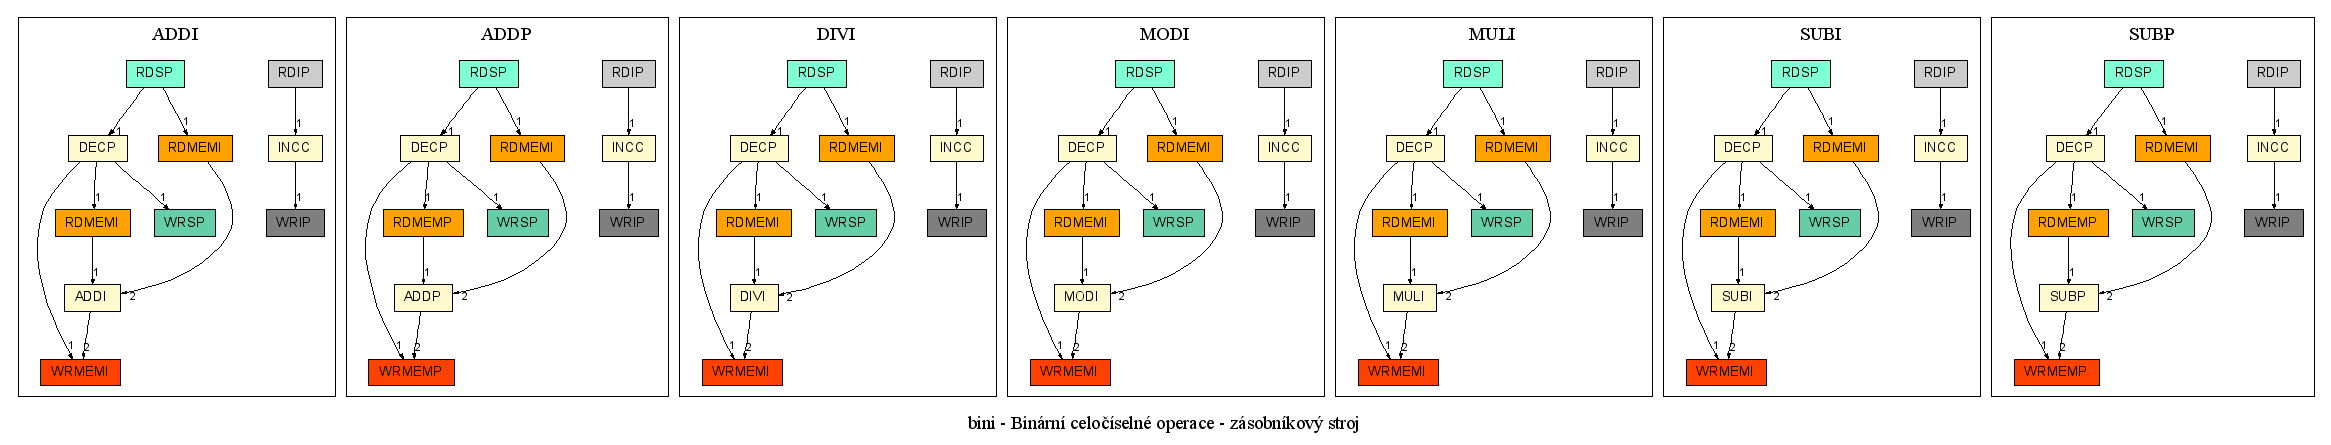 ADDI ADDP DIVI MODI MULI SUBI SUBP
RDSP RDIP RDSP RDIP RDSP RDIP RDSP RDIP RDSP RDIP RDSP RDIP RDSP RDIP
1 1 1 1 1 1 1 1 1 1 1 1 1 1 1 1 1 1 1 1 1
DECP RDMEMI INCC DECP RDMEMI INCC DECP RDMEMI INCC DECP RDMEMI INCC DECP RDMEMI INCC DECP RDMEMI INCC DECP RDMEMI INCC
1 1 1 1 1 1 1 1 1 1 1 1 1 1 1 1 1 1 1 1 1
RDMEMI WRSP WRIP RDMEMP WRSP WRIP RDMEMI WRSP WRIP RDMEMI WRSP WRIP RDMEMI WRSP WRIP RDMEMI WRSP WRIP RDMEMP WRSP WRIP
1 1 1 1 1 1 1
ADDI 2 ADDP 2 DIVI 2 MODI 2 MULI 2 SUBI 2 SUBP 2
1 2 1 2 1 2 1 2 1 2 1 2 1 2
WRMEMI WRMEMP WRMEMI WRMEMI WRMEMI WRMEMI WRMEMP
bini - Binární celočíselné operace - zásobníkový stroj